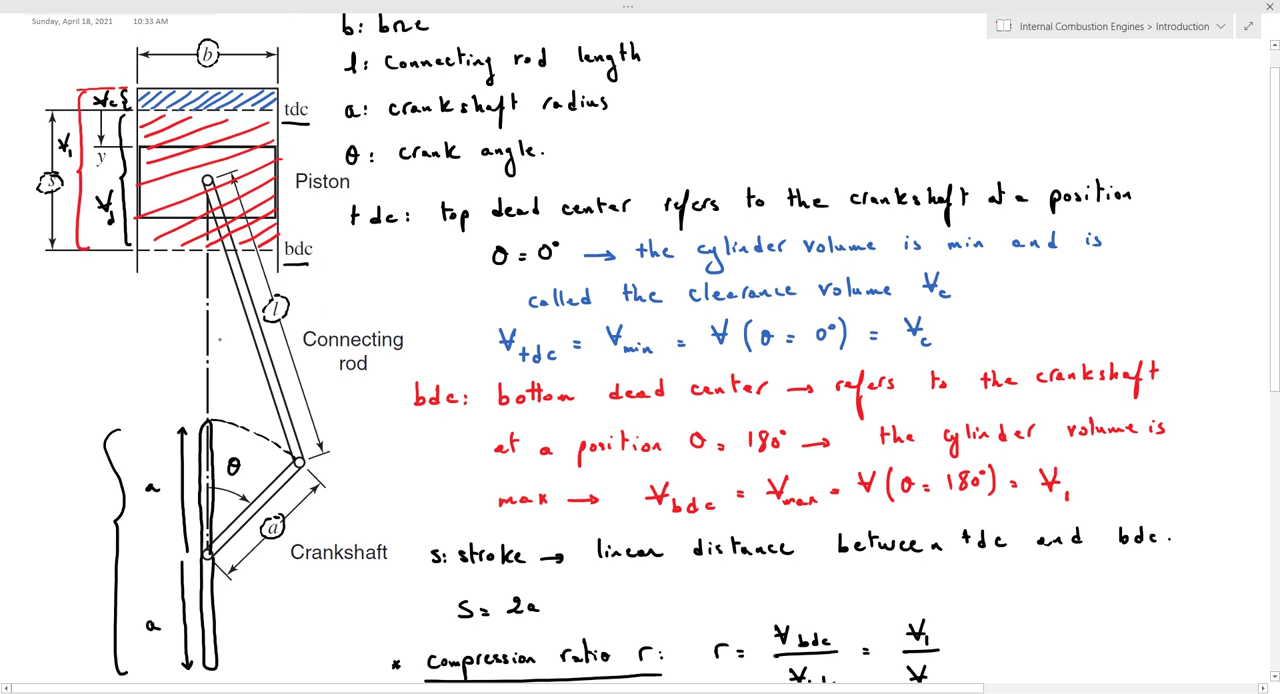 Sunday, April 18, 2021 10:33 AM
Internal Combustion Engines > Introduction
b: bore
l: Connecting rod length
a: crankshaft radius
θ: crank angle.
tdc: top dead center refers to the crankshaft at a position
θ = 0° → the cylinder volume is min and is
called the clearance volume V̶c
V̶tdc = V̶min = V̶ (θ = 0°) = V̶c
bdc: bottom dead center → refers to the crankshaft
at a position θ = 180° → the cylinder volume is
max → V̶bdc = V̶max = V̶(θ = 180°) = V̶1
s: stroke → linear distance between tdc and bdc.
S = 2a
* Compression ratio r: r = V̶bdc / = V̶1 / V̶
b
V̶c
tdc
V̶1
y
s
V̶d
Piston
bdc
l
Connecting
rod
θ
a
a
Crankshaft
a